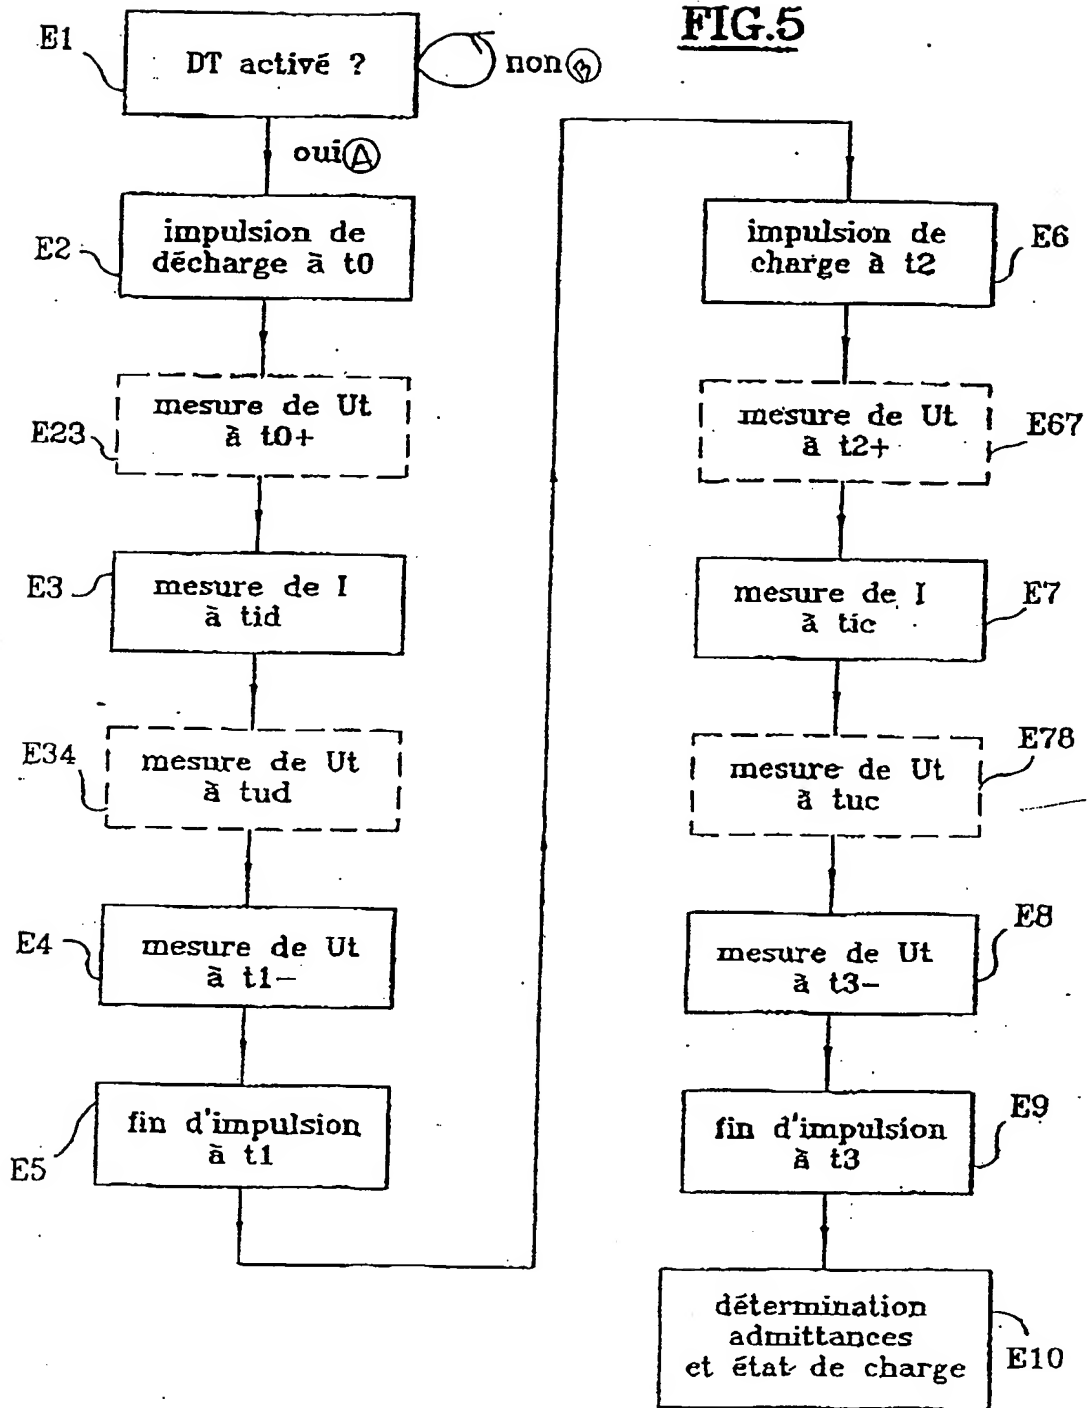 FIG.5
E1
DT activé ?
non Ⓑ
oui Ⓐ
E2
impulsion de
décharge à t0
E23
mesure de Ut
à t0+
E3
mesure de I
à tid
E34
mesure de Ut
à tud
E4
mesure de Ut
à t1-
E5
fin d'impulsion
à t1
impulsion de
charge à t2
E6
mesure de Ut
à t2+
E67
mesure de I
à tic
E7
mesure de Ut
à tuc
E78
mesure de Ut
à t3-
E8
fin d'impulsion
à t3
E9
détermination
admittances
et état de charge
E10